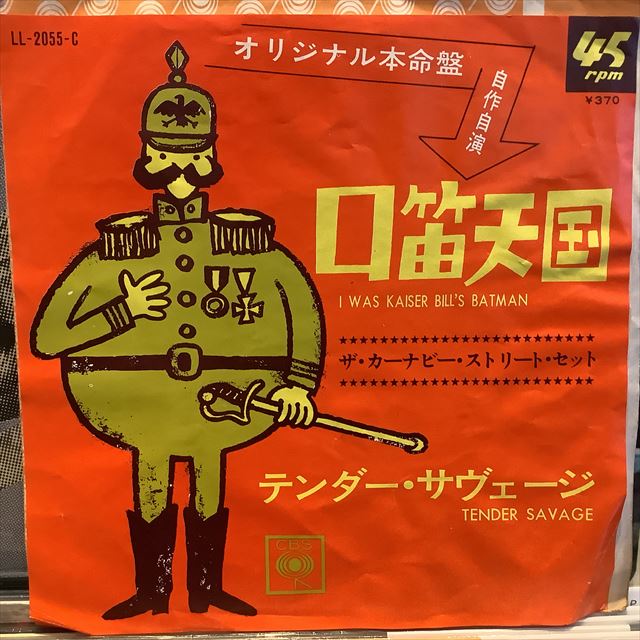 LL-2055-C
オリジナル本命盤
自作自演
45
rpm
¥370
口笛天国
I WAS KAISER BILL'S BATMAN
ザ・カーナビー・ストリート・セット
テンダー・サヴェージ
TENDER SAVAGE
CBS